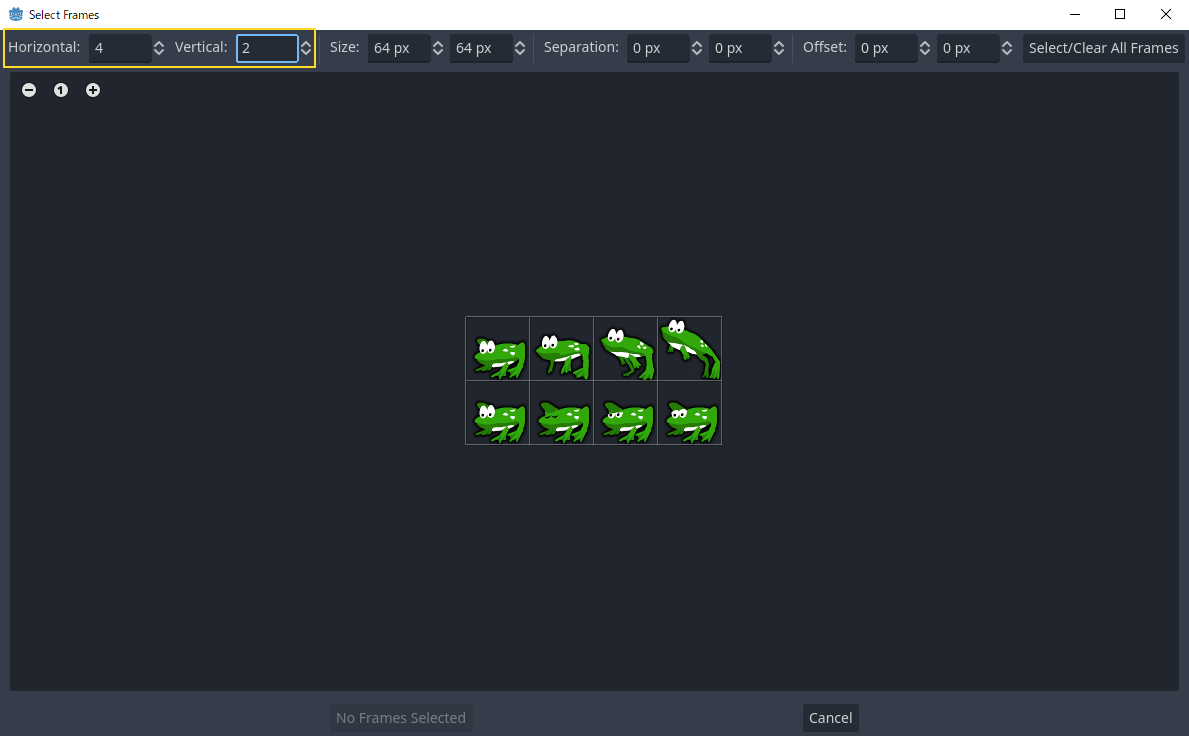 Select Frames
Horizontal: 4 Vertical: 2 Size: 64 px 64 px Separation: 0 px 0 px Offset: 0 px 0 px Select/Clear All Frames
1
No Frames Selected Cancel